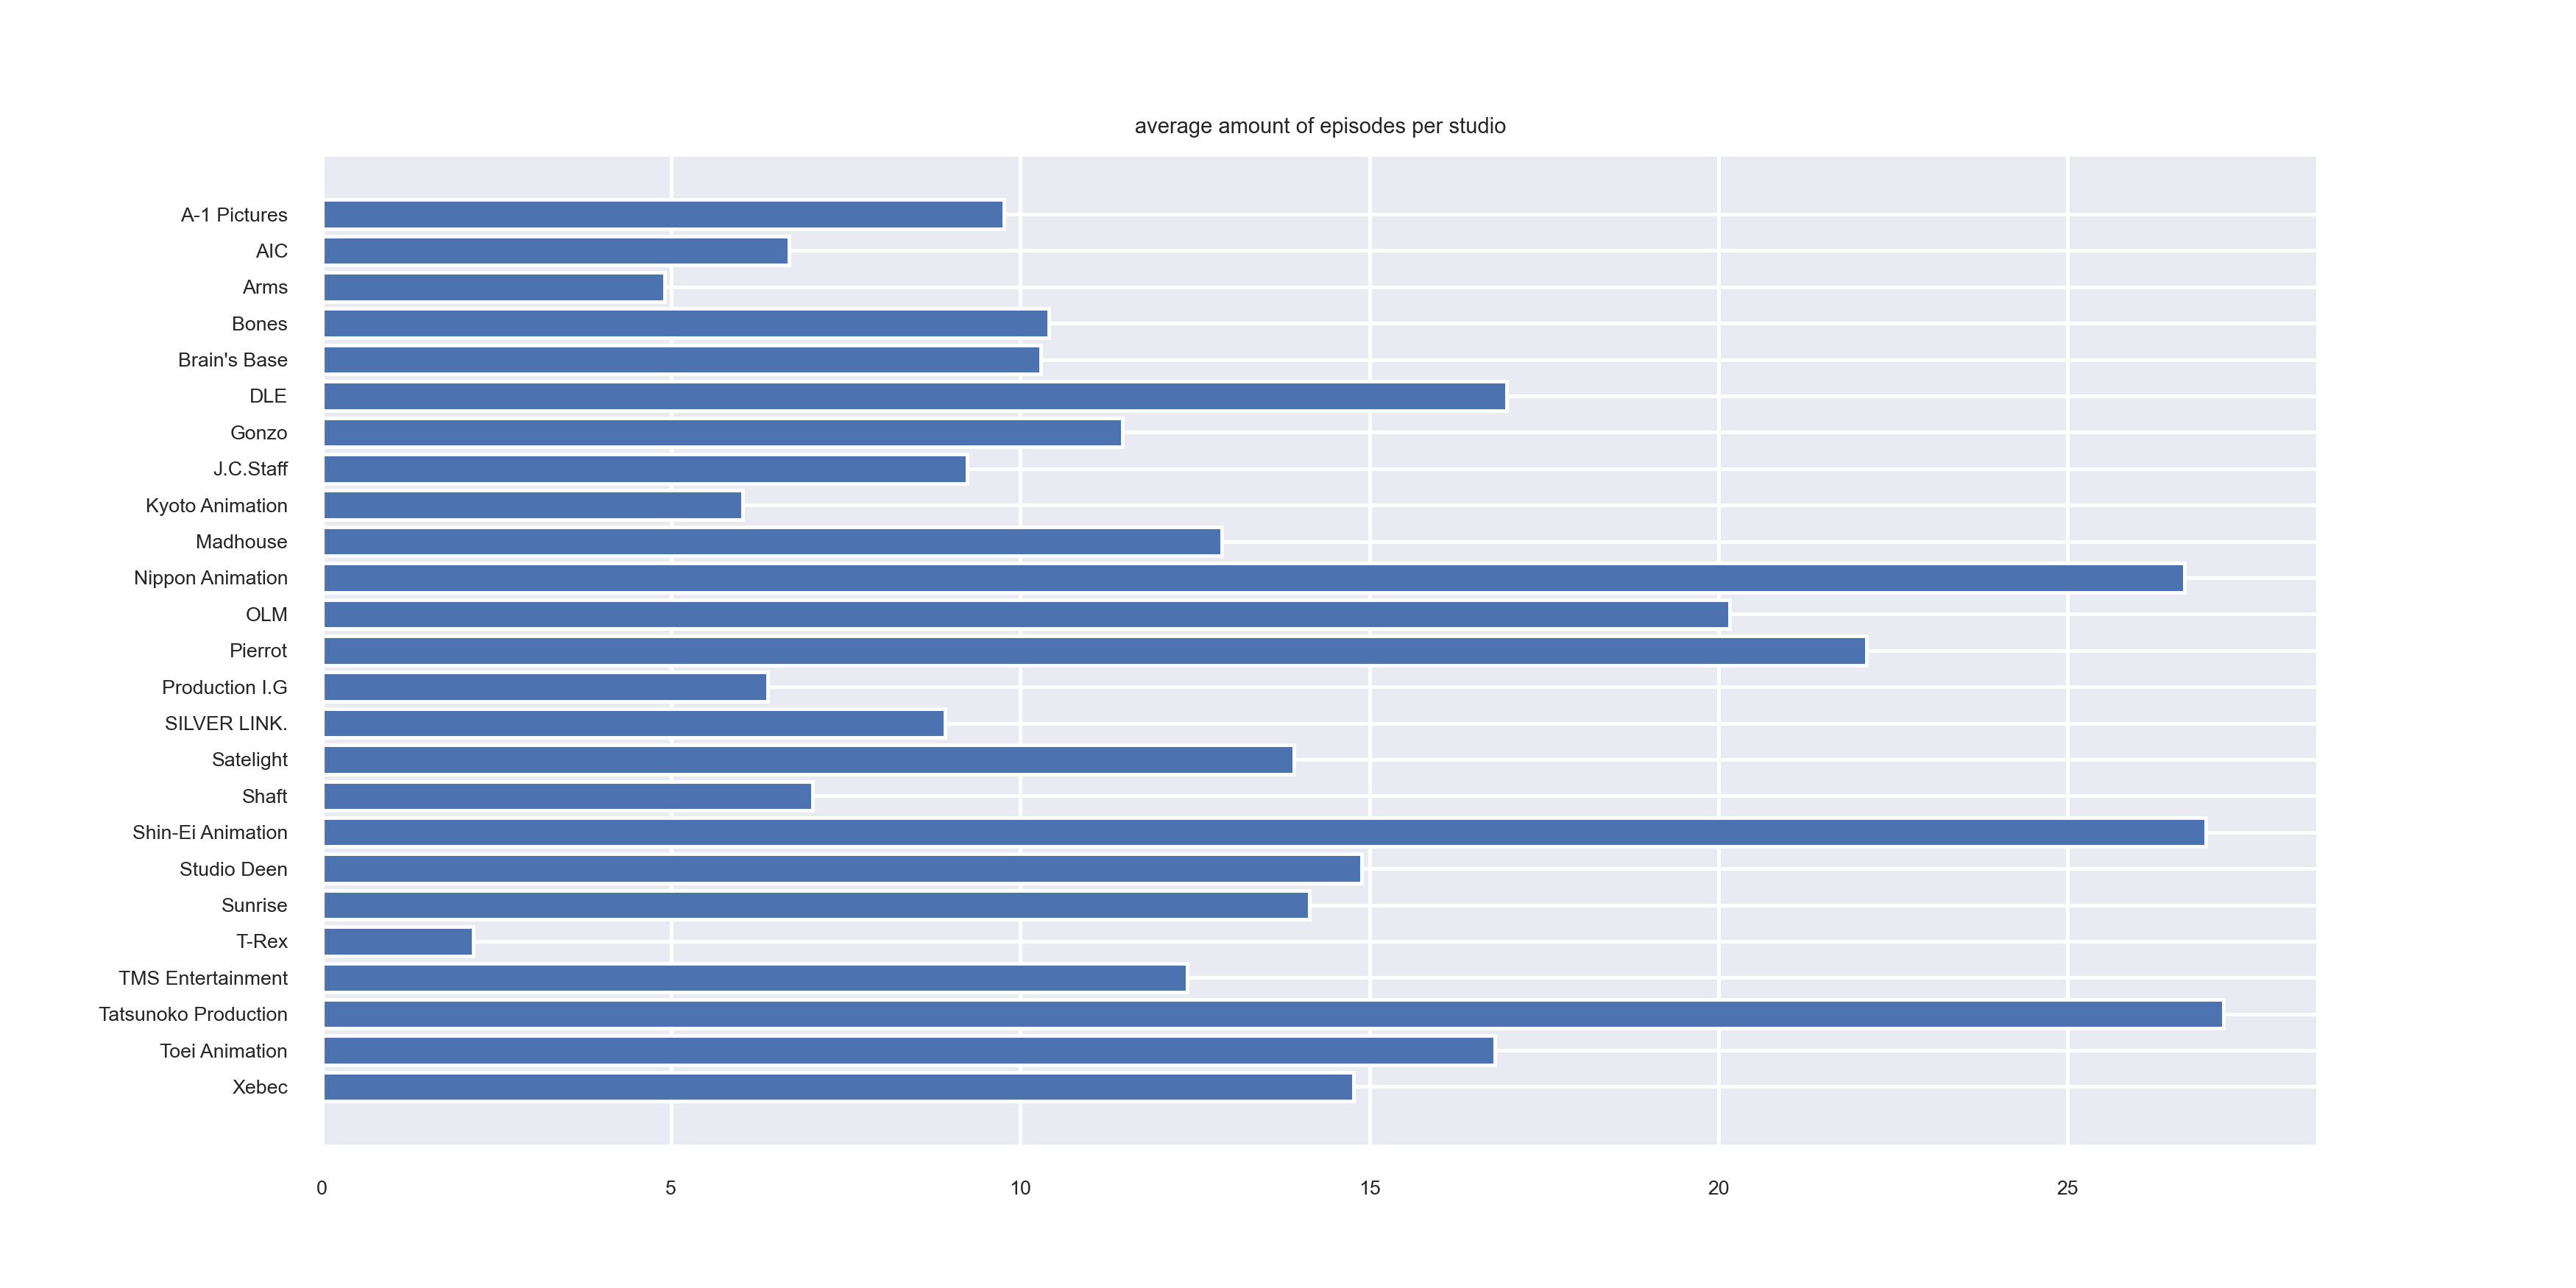 average amount of episodes per studio
A-1 Pictures
AIC
Arms
Bones
Brain's Base
DLE
Gonzo
J.C.Staff
Kyoto Animation
Madhouse
Nippon Animation
OLM
Pierrot
Production I.G
SILVER LINK.
Satelight
Shaft
Shin-Ei Animation
Studio Deen
Sunrise
T-Rex
TMS Entertainment
Tatsunoko Production
Toei Animation
Xebec
0 5 10 15 20 25